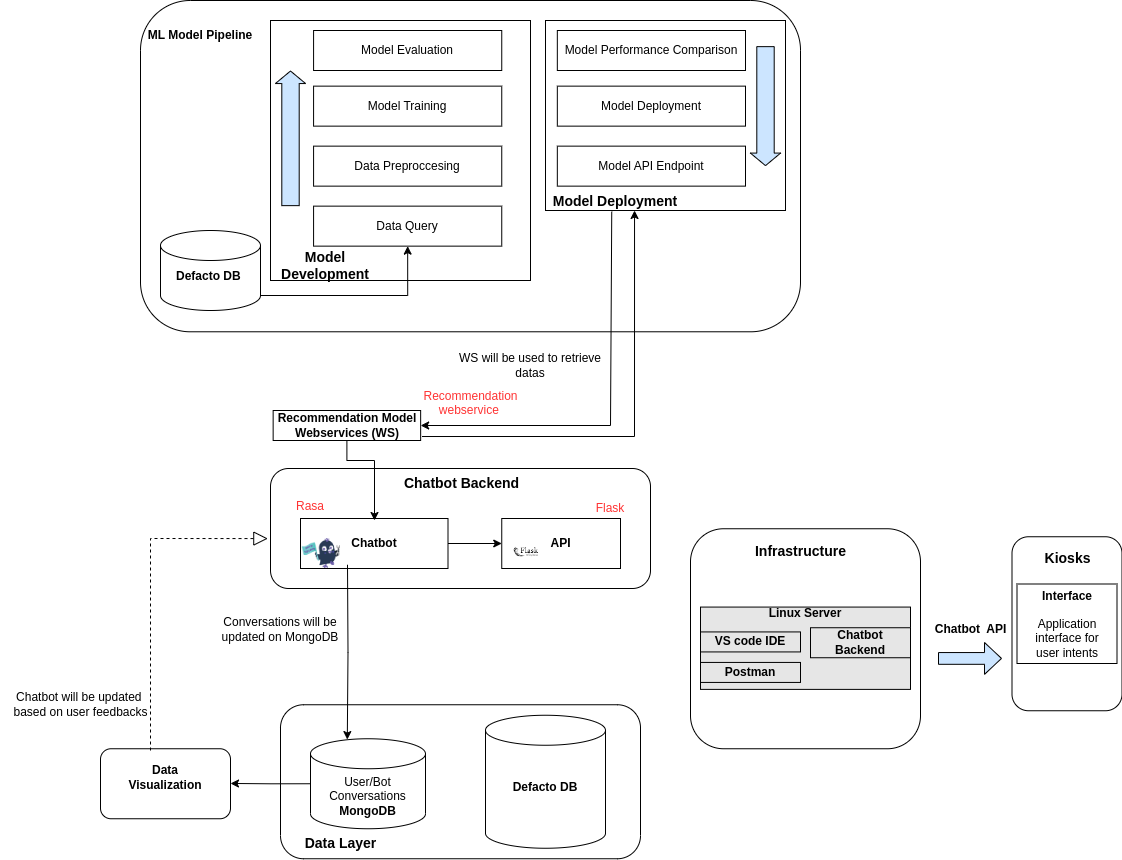 ML Model Pipeline
Model Evaluation
Model Training
Data Preproccesing
Data Query
Model
Development
Defacto DB
Model Performance Comparison
Model Deployment
Model API Endpoint
Model Deployment
WS will be used to retrieve
datas
Recommendation
webservice
Recommendation Model
Webservices (WS)
Chatbot Backend
Rasa
Flask
Chatbot
Flask
API
Conversations will be
updated on MongoDB
Chatbot will be updated
based on user feedbacks
Data
Visualization
User/Bot
Conversations
MongoDB
Defacto DB
Data Layer
Infrastructure
Linux Server
VS code IDE
Chatbot
Backend
Postman
Chatbot API
Kiosks
Interface
Application
interface for
user intents